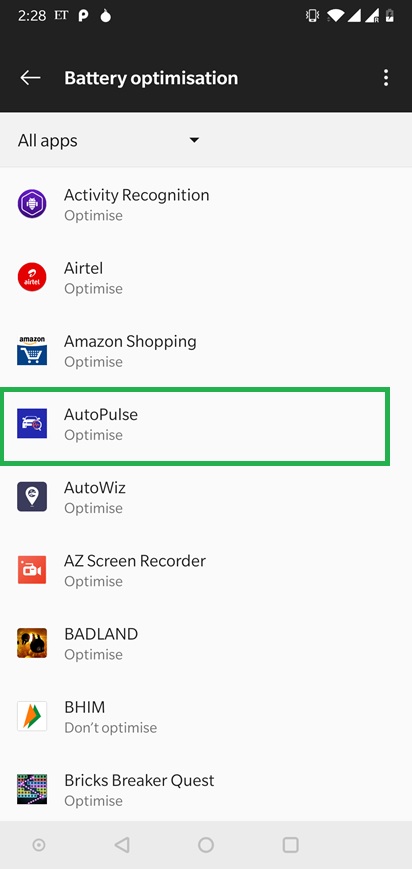 2:28 ET P
Battery optimisation
All apps
Activity Recognition
Optimise
airtel
Airtel
Optimise
amazon
Amazon Shopping
Optimise
AutoPulse
Optimise
AutoWiz
Optimise
AZ Screen Recorder
Optimise
BADLAND
Optimise
BHIM
Don't optimise
Bricks Breaker Quest
Optimise